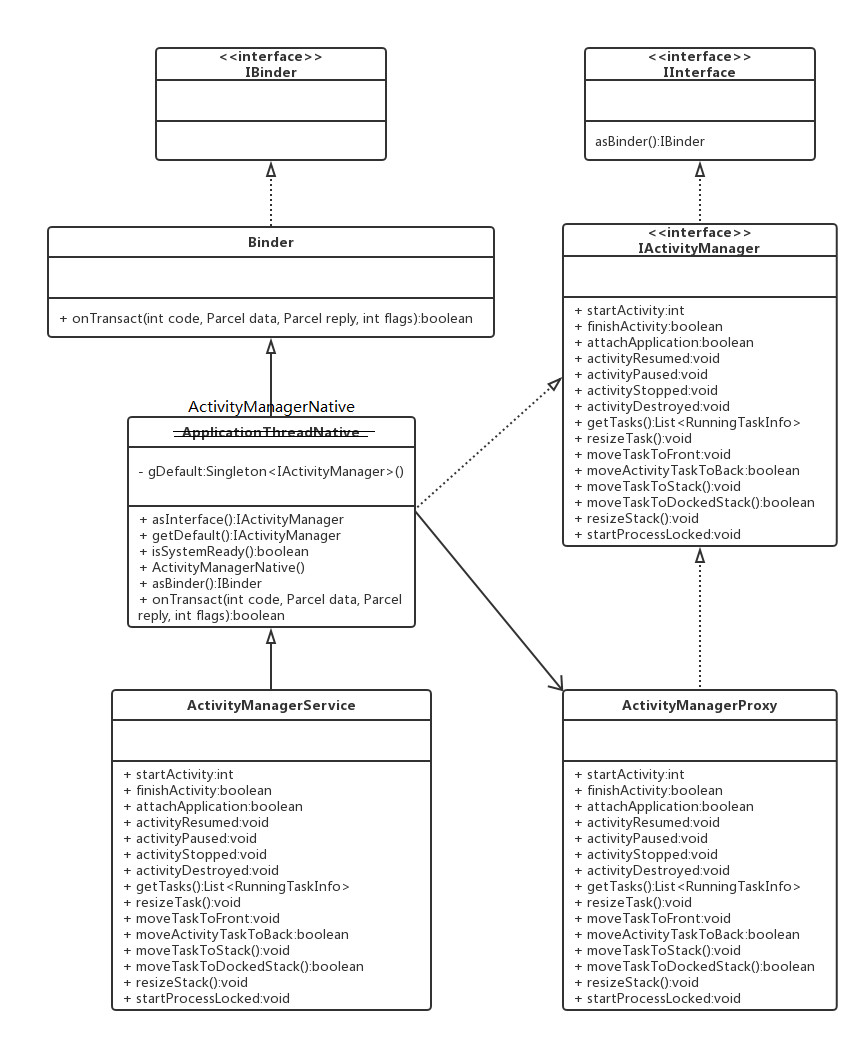 <<interface>>
IBinder
<<interface>>
IInterface
asBinder():IBinder
Binder
+ onTransact(int code, Parcel data, Parcel reply, int flags):boolean
<<interface>>
IActivityManager
+ startActivity:int
+ finishActivity:boolean
+ attachApplication:boolean
+ activityResumed:void
+ activityPaused:void
+ activityStopped:void
+ activityDestroyed:void
+ getTasks():List<RunningTaskInfo>
+ resizeTask():void
+ moveTaskToFront:void
+ moveActivityTaskToBack:boolean
+ moveTaskToStack():void
+ moveTaskToDockedStack():boolean
+ resizeStack():void
+ startProcessLocked:void
ActivityManagerNative
ApplicationThreadNative
- gDefault:Singleton<IActivityManager>()
+ asInterface():IActivityManager
+ getDefault():IActivityManager
+ isSystemReady():boolean
+ ActivityManagerNative()
+ asBinder():IBinder
+ onTransact(int code, Parcel data, Parcel
reply, int flags):boolean
ActivityManagerService
+ startActivity:int
+ finishActivity:boolean
+ attachApplication:boolean
+ activityResumed:void
+ activityPaused:void
+ activityStopped:void
+ activityDestroyed:void
+ getTasks():List<RunningTaskInfo>
+ resizeTask():void
+ moveTaskToFront:void
+ moveActivityTaskToBack:boolean
+ moveTaskToStack():void
+ moveTaskToDockedStack():boolean
+ resizeStack():void
+ startProcessLocked:void
ActivityManagerProxy
+ startActivity:int
+ finishActivity:boolean
+ attachApplication:boolean
+ activityResumed:void
+ activityPaused:void
+ activityStopped:void
+ activityDestroyed:void
+ getTasks():List<RunningTaskInfo>
+ resizeTask():void
+ moveTaskToFront:void
+ moveActivityTaskToBack:boolean
+ moveTaskToStack():void
+ moveTaskToDockedStack():boolean
+ resizeStack():void
+ startProcessLocked:void